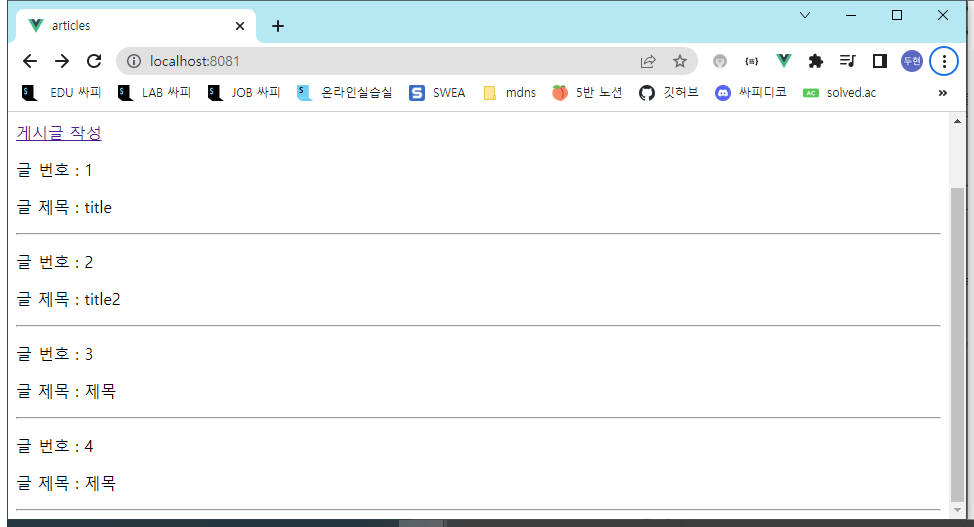 articles
localhost:8081
두현
EDU 싸피 LAB 싸피 JOB 싸피 온라인실습실 SWEA mdns 5반 노션 깃허브 싸피디코 solved.ac »
게시글 작성
글 번호 : 1
글 제목 : title
글 번호 : 2
글 제목 : title2
글 번호 : 3
글 제목 : 제목
글 번호 : 4
글 제목 : 제목